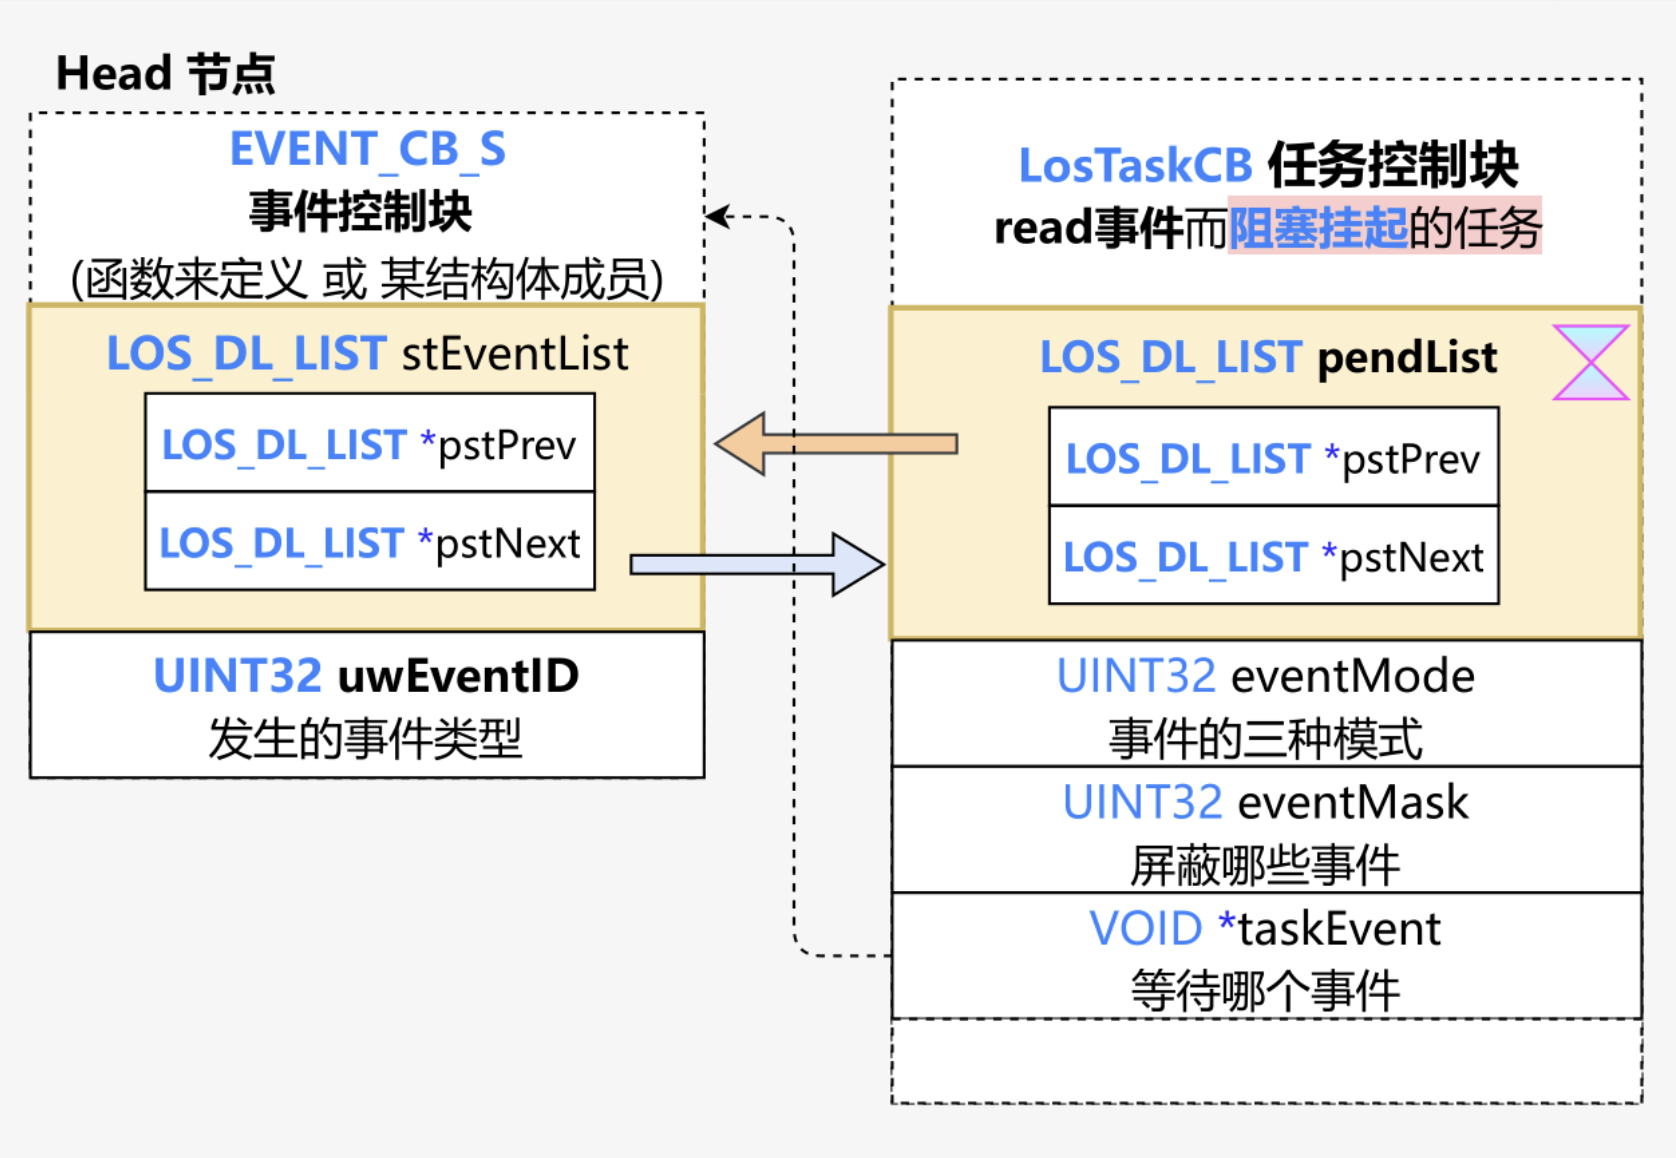 Head 节点
EVENT_CB_S
事件控制块
(函数来定义 或 某结构体成员)
LOS_DL_LIST stEventList
LOS_DL_LIST *pstPrev
LOS_DL_LIST *pstNext
UINT32 uwEventID
发生的事件类型
LosTaskCB 任务控制块
read事件而阻塞挂起的任务
LOS_DL_LIST pendList
LOS_DL_LIST *pstPrev
LOS_DL_LIST *pstNext
UINT32 eventMode
事件的三种模式
UINT32 eventMask
屏蔽哪些事件
VOID *taskEvent
等待哪个事件